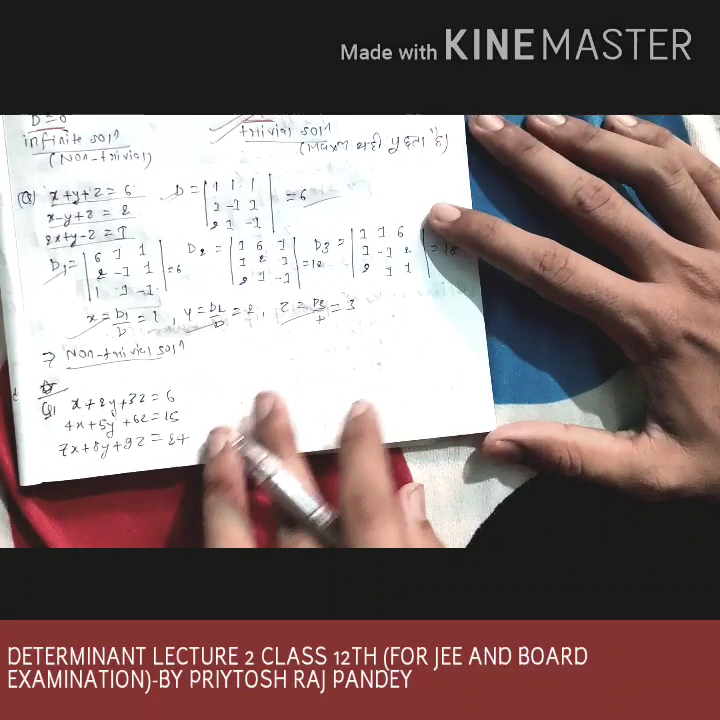 Made with KINEMASTER
D = 0
infinite solⁿ
(NON-trivial)
trivial solⁿ
(Q) x+y+z = 6
x-y+z = 2
2x+y-z = 1
D = | 1 1 1 | = 6
1 -1 1
2 1 -1
D₁ = | 6 1 1 | = 6
2 -1 1
1 1 -1
D₂ = | 1 6 1 | = 12
1 2 1
2 1 -1
D3 = | 1 1 6 | = 18
1 -1 2
2 1 1
x = D₁/D = 1 , y = D₂/D = 2 , z = = 3
⇒ Non-trivial solⁿ
Q) x+2y+3z = 6
4x+5y+6z = 15
7x+8y+9z = 24
DETERMINANT LECTURE 2 CLASS 12TH (FOR JEE AND BOARD
EXAMINATION)-BY PRIYTOSH RAJ PANDEY